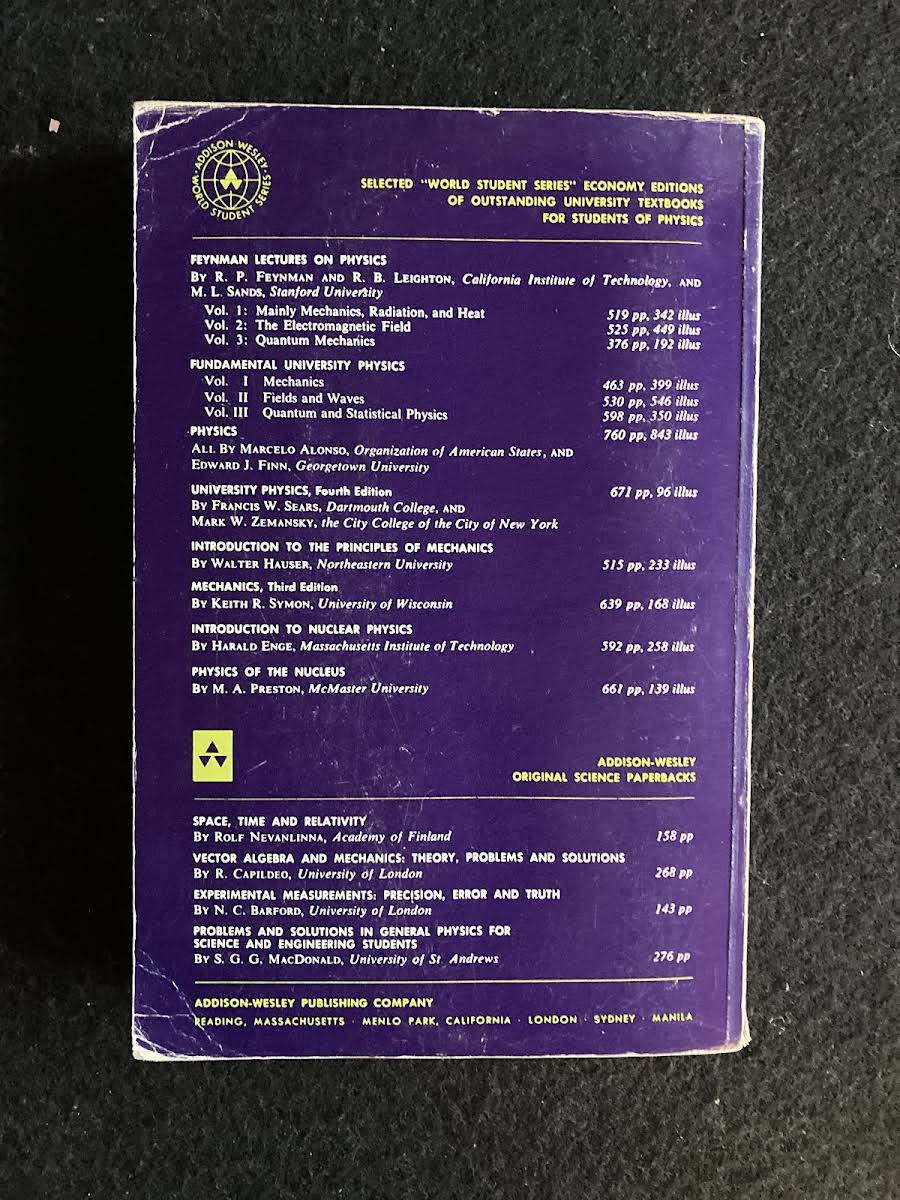 ADDISON-WESLEY
WORLD STUDENT SERIES
SELECTED "WORLD STUDENT SERIES" ECONOMY EDITIONS
OF OUTSTANDING UNIVERSITY TEXTBOOKS
FOR STUDENTS OF PHYSICS
FEYNMAN LECTURES ON PHYSICS
BY R. P. FEYNMAN AND R. B. LEIGHTON, California Institute of Technology, AND
M. L. SANDS, Stanford University
Vol. 1: Mainly Mechanics, Radiation, and Heat 519 pp, 342 illus
Vol. 2: The Electromagnetic Field 525 pp, 449 illus
Vol. 3: Quantum Mechanics 376 pp, 192 illus
FUNDAMENTAL UNIVERSITY PHYSICS
Vol. I Mechanics 463 pp, 399 illus
Vol. II Fields and Waves 530 pp, 546 illus
Vol. III Quantum and Statistical Physics 598 pp, 350 illus
PHYSICS 760 pp, 843 illus
ALL BY MARCELO ALONSO, Organization of American States, AND
EDWARD J. FINN, Georgetown University
UNIVERSITY PHYSICS, Fourth Edition 671 pp, 96 illus
BY FRANCIS W. SEARS, Dartmouth College, AND
MARK W. ZEMANSKY, the City College of the City of New York
INTRODUCTION TO THE PRINCIPLES OF MECHANICS
BY WALTER HAUSER, Northeastern University 515 pp, 233 illus
MECHANICS, Third Edition
BY KEITH R. SYMON, University of Wisconsin 639 pp, 168 illus
INTRODUCTION TO NUCLEAR PHYSICS
BY HARALD ENGE, Massachusetts Institute of Technology 592 pp, 258 illus
PHYSICS OF THE NUCLEUS
BY M. A. PRESTON, McMaster University 661 pp, 139 illus
ADDISON-WESLEY
ORIGINAL SCIENCE PAPERBACKS
SPACE, TIME AND RELATIVITY
BY ROLF NEVANLINNA, Academy of Finland 158 pp
VECTOR ALGEBRA AND MECHANICS: THEORY, PROBLEMS AND SOLUTIONS
BY R. CAPILDEO, University of London 268 pp
EXPERIMENTAL MEASUREMENTS: PRECISION, ERROR AND TRUTH
BY N. C. BARFORD, University of London 143 pp
PROBLEMS AND SOLUTIONS IN GENERAL PHYSICS FOR
SCIENCE AND ENGINEERING STUDENTS
BY S. G. G. MACDONALD, University of St. Andrews 276 pp
ADDISON-WESLEY PUBLISHING COMPANY
READING, MASSACHUSETTS · MENLO PARK, CALIFORNIA · LONDON · SYDNEY · MANILA